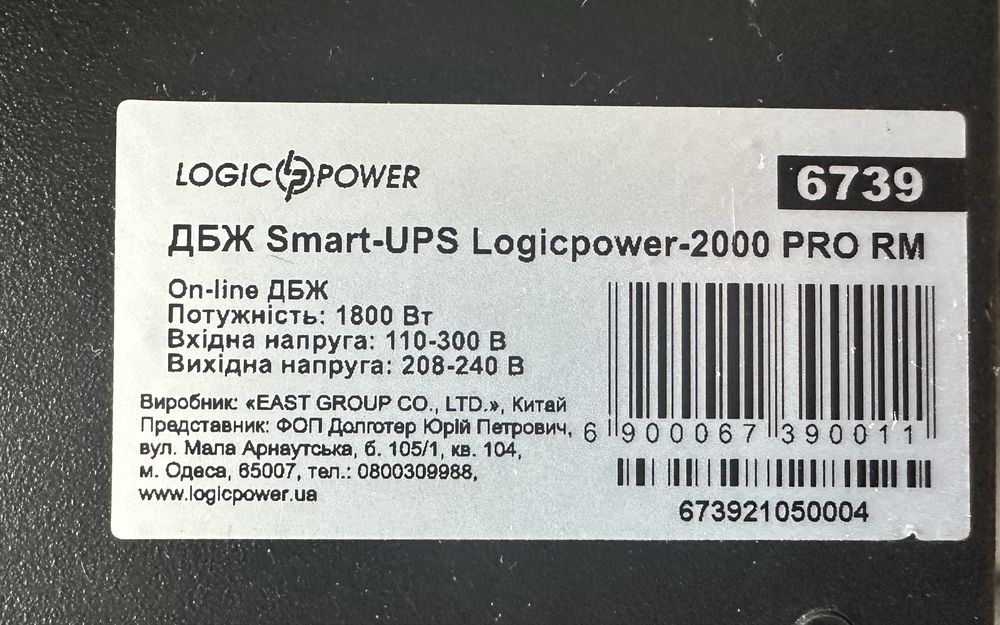 LOGIC POWER
6739
ДБЖ Smart-UPS Logicpower-2000 PRO RM
On-line ДБЖ
Потужність: 1800 Вт
Вхідна напруга: 110-300 В
Вихідна напруга: 208-240 В
Виробник: «EAST GROUP CO., LTD.», Китай
Представник: ФОП Долготер Юрій Петрович,
вул. Мала Арнаутська, б. 105/1, кв. 104,
м. Одеса, 65007, тел.: 0800309988,
www.logicpower.ua
6 900067 390011
673921050004